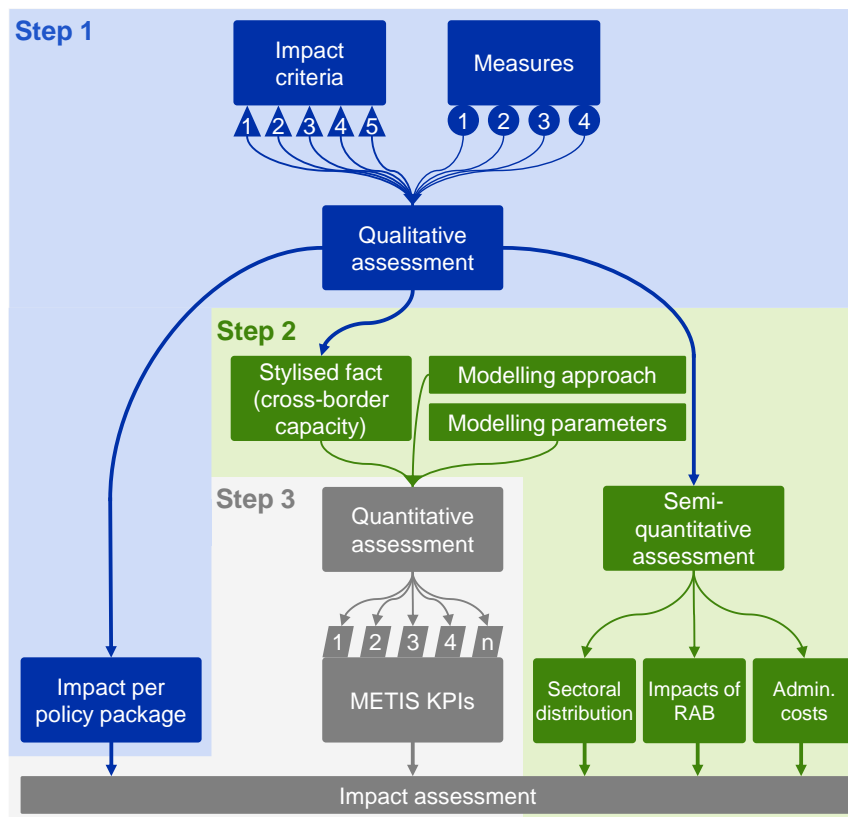 Step 1
Impact
criteria
Measures
1 2 3 4 5
1 2 3 4
Qualitative
assessment
Step 2
Stylised fact
(cross-border
capacity)
Modelling approach
Modelling parameters
Step 3
Quantitative
assessment
Semi-
quantitative
assessment
1 2 3 4 n
METIS KPIs
Impact per
policy package
Sectoral
distribution
Impacts of
RAB
Admin.
costs
Impact assessment